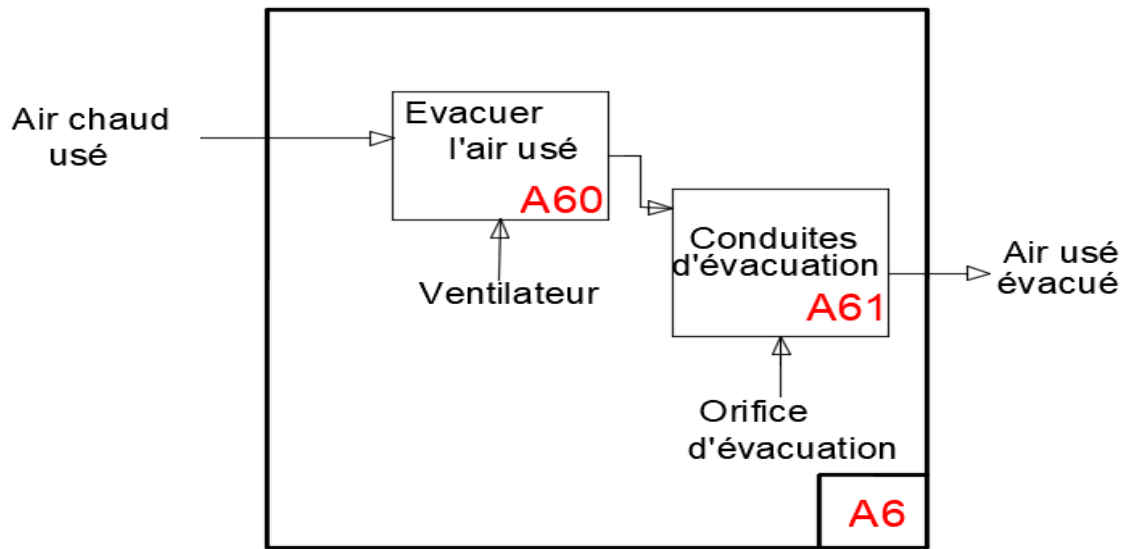 Air chaud
usé
Evacuer
l'air usé
A60
Ventilateur
Conduites
d'évacuation
A61
Air usé
évacué
Orifice
d'évacuation
A6